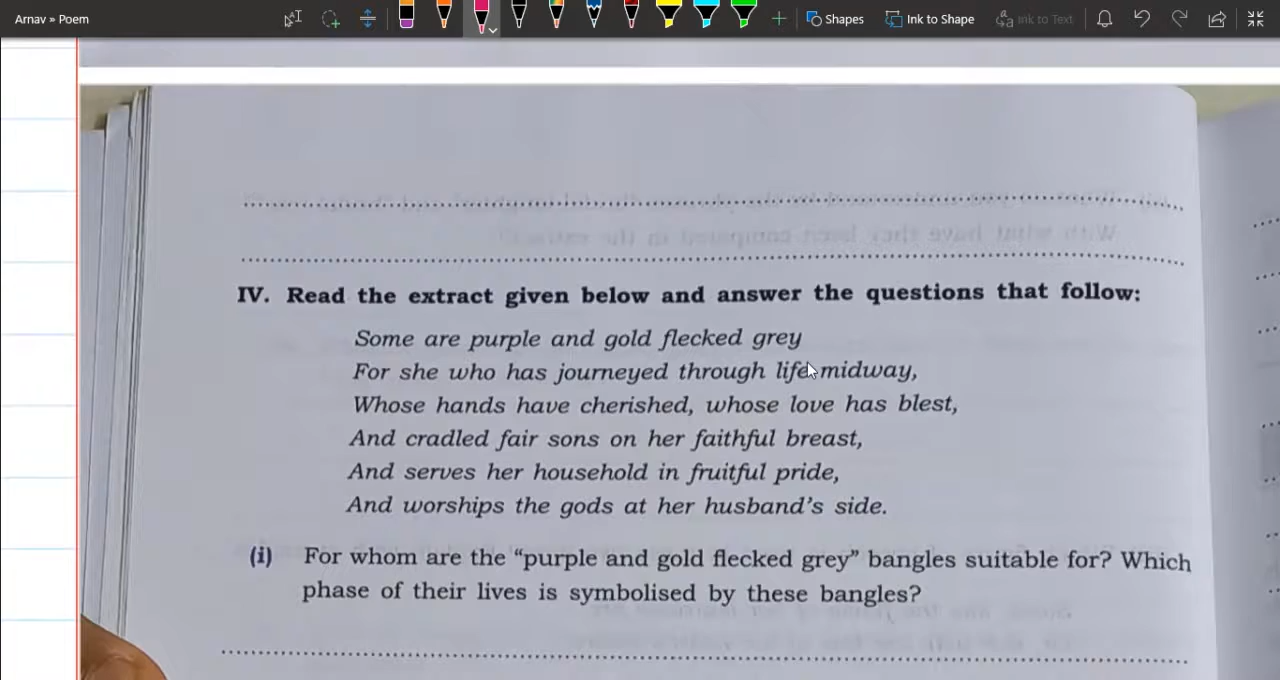 Arnav » Poem
Shapes
Ink to Shape
Ink to Text
IV. Read the extract given below and answer the questions that follow:
Some are purple and gold flecked grey
For she who has journeyed through life midway,
Whose hands have cherished, whose love has blest,
And cradled fair sons on her faithful breast,
And serves her household in fruitful pride,
And worships the gods at her husband's side.
(i) For whom are the “purple and gold flecked grey” bangles suitable for? Which
phase of their lives is symbolised by these bangles?